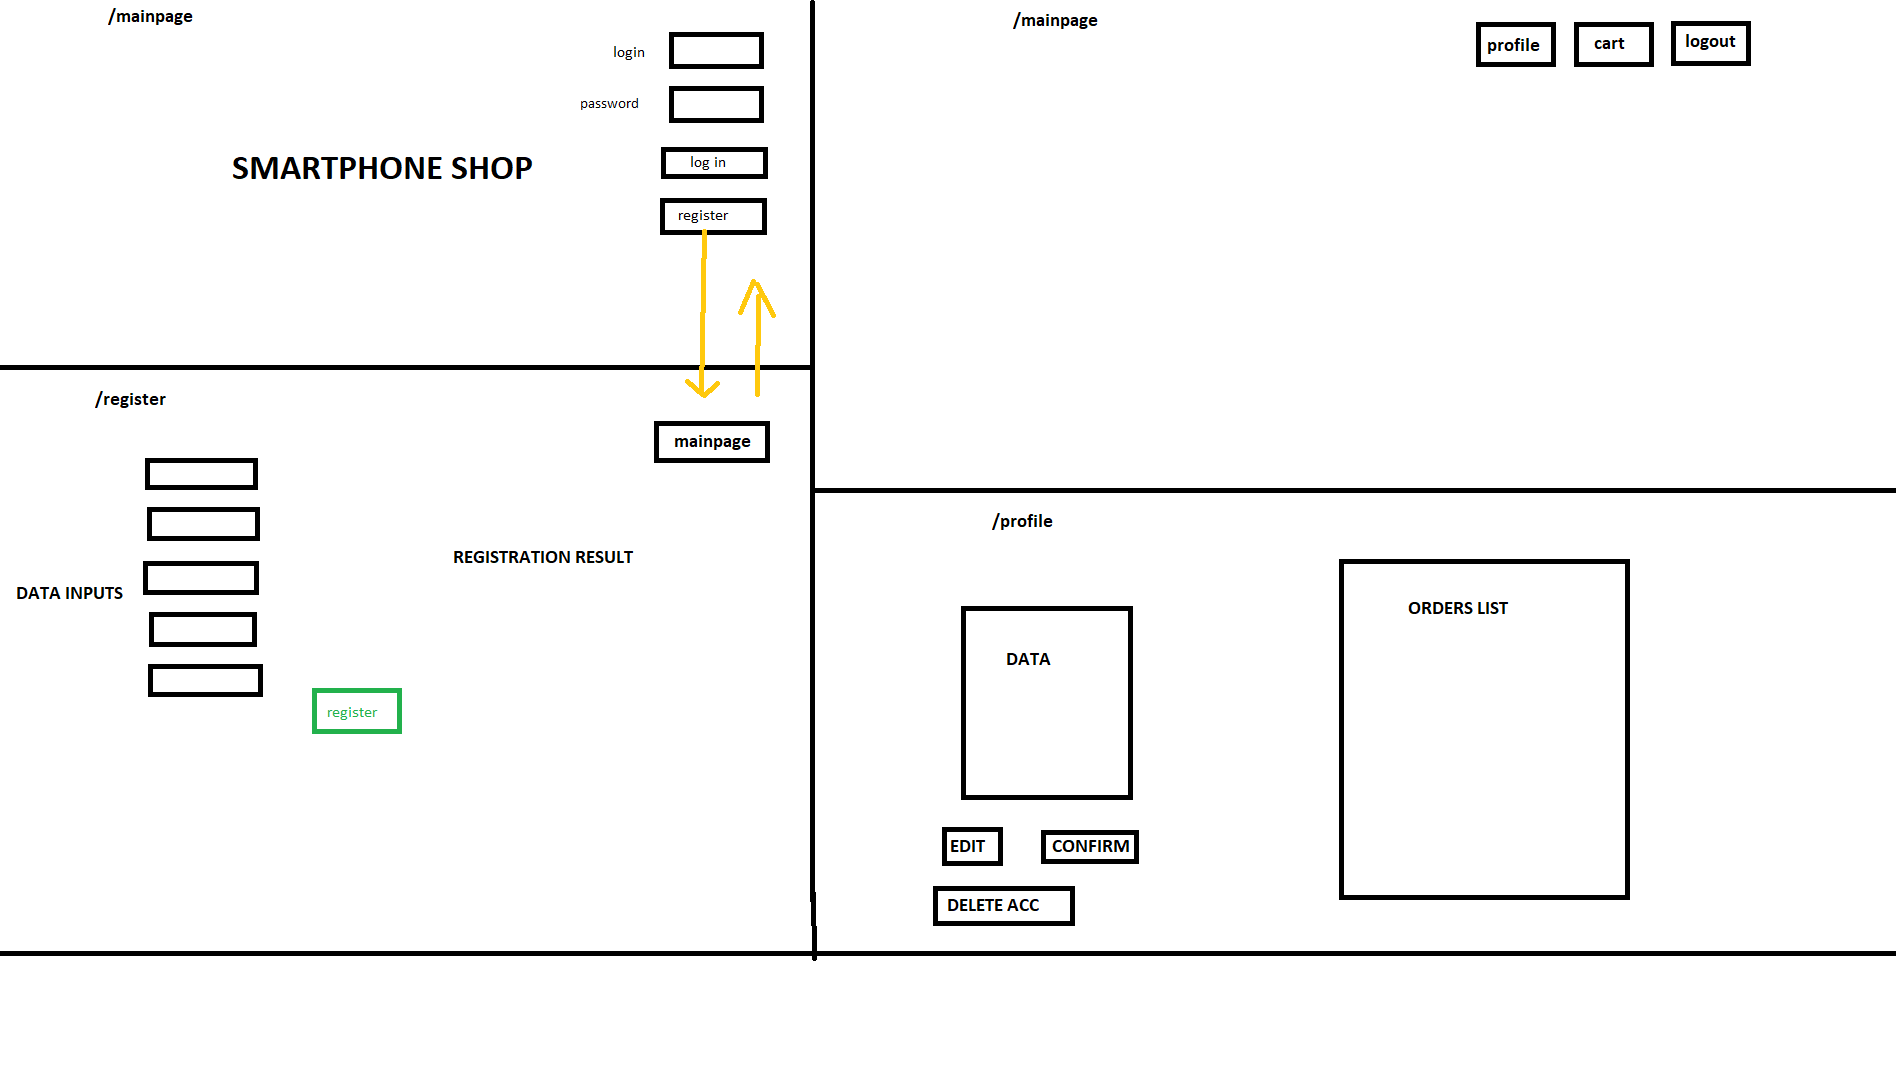 /mainpage
login
password
SMARTPHONE SHOP
log in
register
/register
mainpage
DATA INPUTS
REGISTRATION RESULT
register
/mainpage
profile
cart
logout
/profile
DATA
ORDERS LIST
EDIT
CONFIRM
DELETE ACC